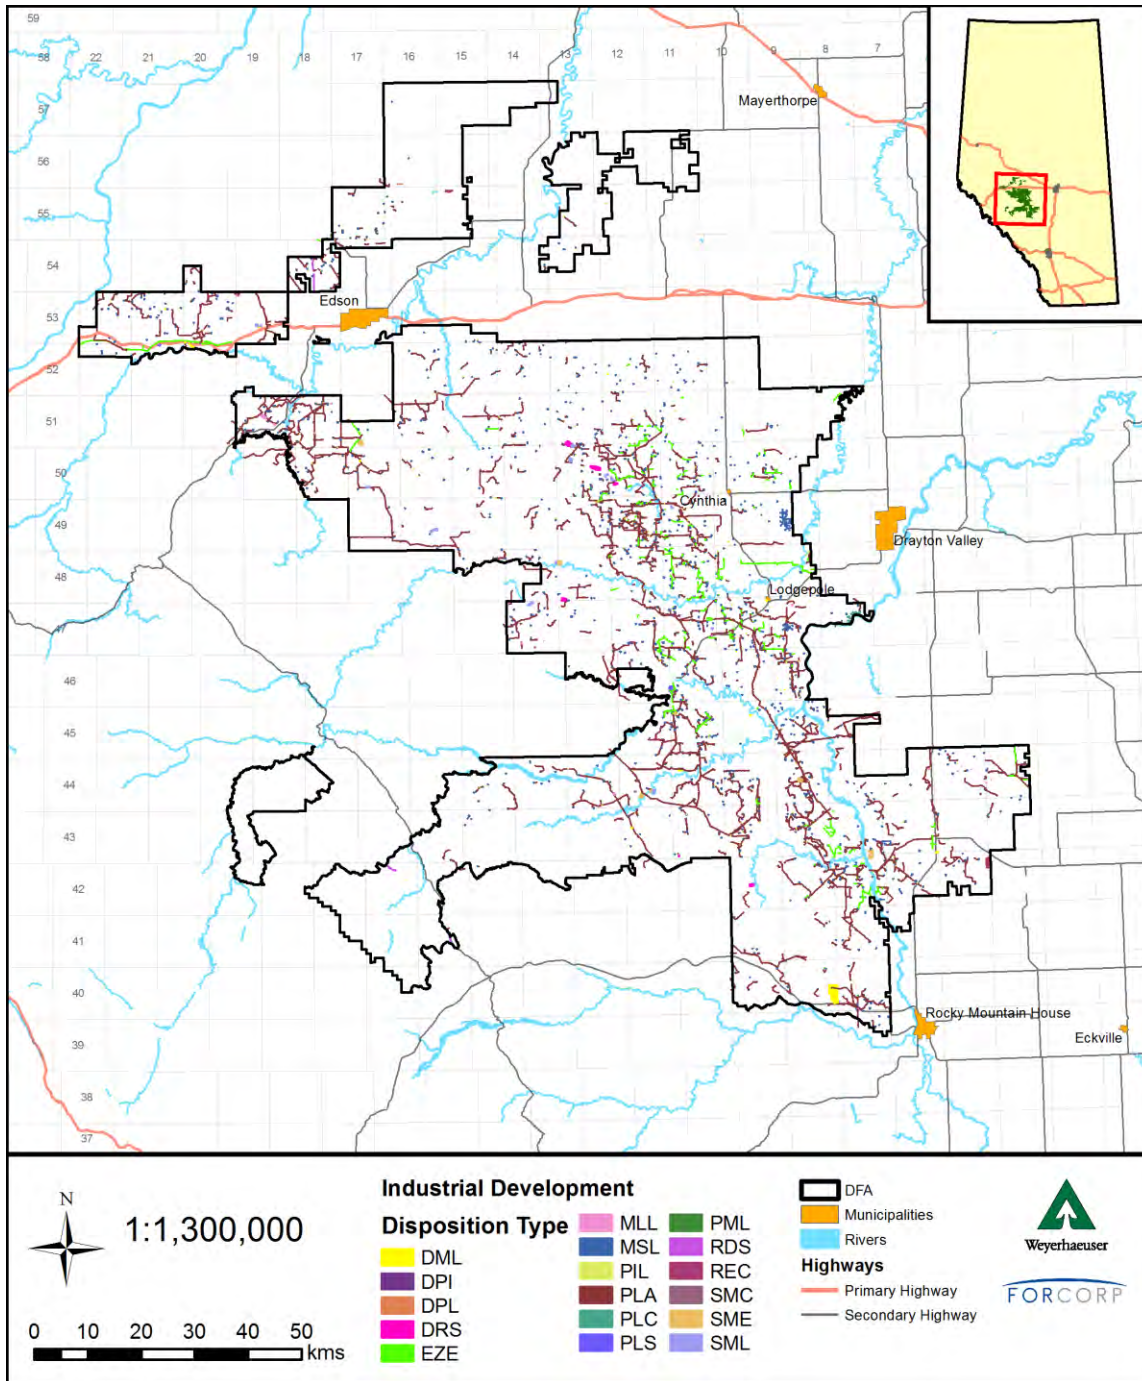 59
58
22
21
20
19
18
17
16
15
14
13
12
11
10
9
8
7
57
Mayerthorpe
56
55
54
Edson
53
52
51
50
Cynthia
49
Drayton Valley
48
Lodgepole
47
46
45
44
43
42
41
40
Rocky Mountain House
39
Eckville
38
37
N
1:1,300,000
0 10 20 30 40 50
kms
Industrial Development
Disposition Type
DML
DPI
DPL
DRS
EZE
MLL
MSL
PIL
PLA
PLC
PLS
PML
RDS
REC
SMC
SME
SML
DFA
Municipalities
Rivers
Highways
Primary Highway
Secondary Highway
Weyerhaeuser
FORCORP